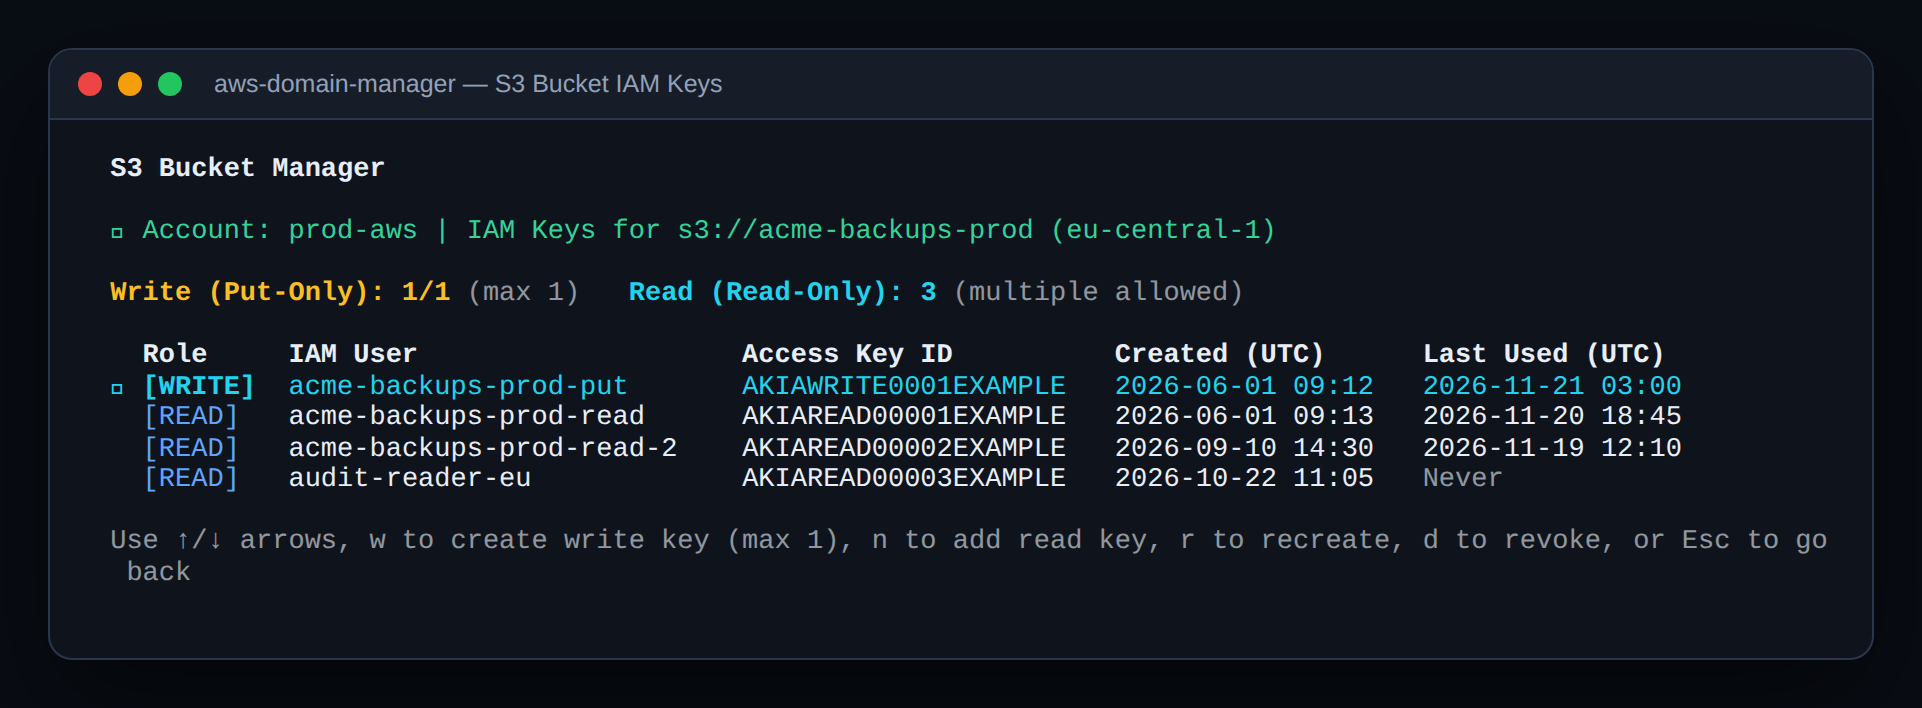 aws-domain-manager — S3 Bucket IAM Keys
S3 Bucket Manager
Account: prod-aws | IAM Keys for s3://acme-backups-prod (eu-central-1)
Write (Put-Only): 1/1 (max 1)   Read (Read-Only): 3 (multiple allowed)
Role     IAM User                    Access Key ID          Created (UTC)      Last Used (UTC)
[WRITE]  acme-backups-prod-put       AKIAWRITE0001EXAMPLE   2026-06-01 09:12   2026-11-21 03:00
[READ]   acme-backups-prod-read      AKIAREAD00001EXAMPLE   2026-06-01 09:13   2026-11-20 18:45
[READ]   acme-backups-prod-read-2    AKIAREAD00002EXAMPLE   2026-09-10 14:30   2026-11-19 12:10
[READ]   audit-reader-eu             AKIAREAD00003EXAMPLE   2026-10-22 11:05   Never
Use ↑/↓ arrows, w to create write key (max 1), n to add read key, r to recreate, d to revoke, or Esc to go
back